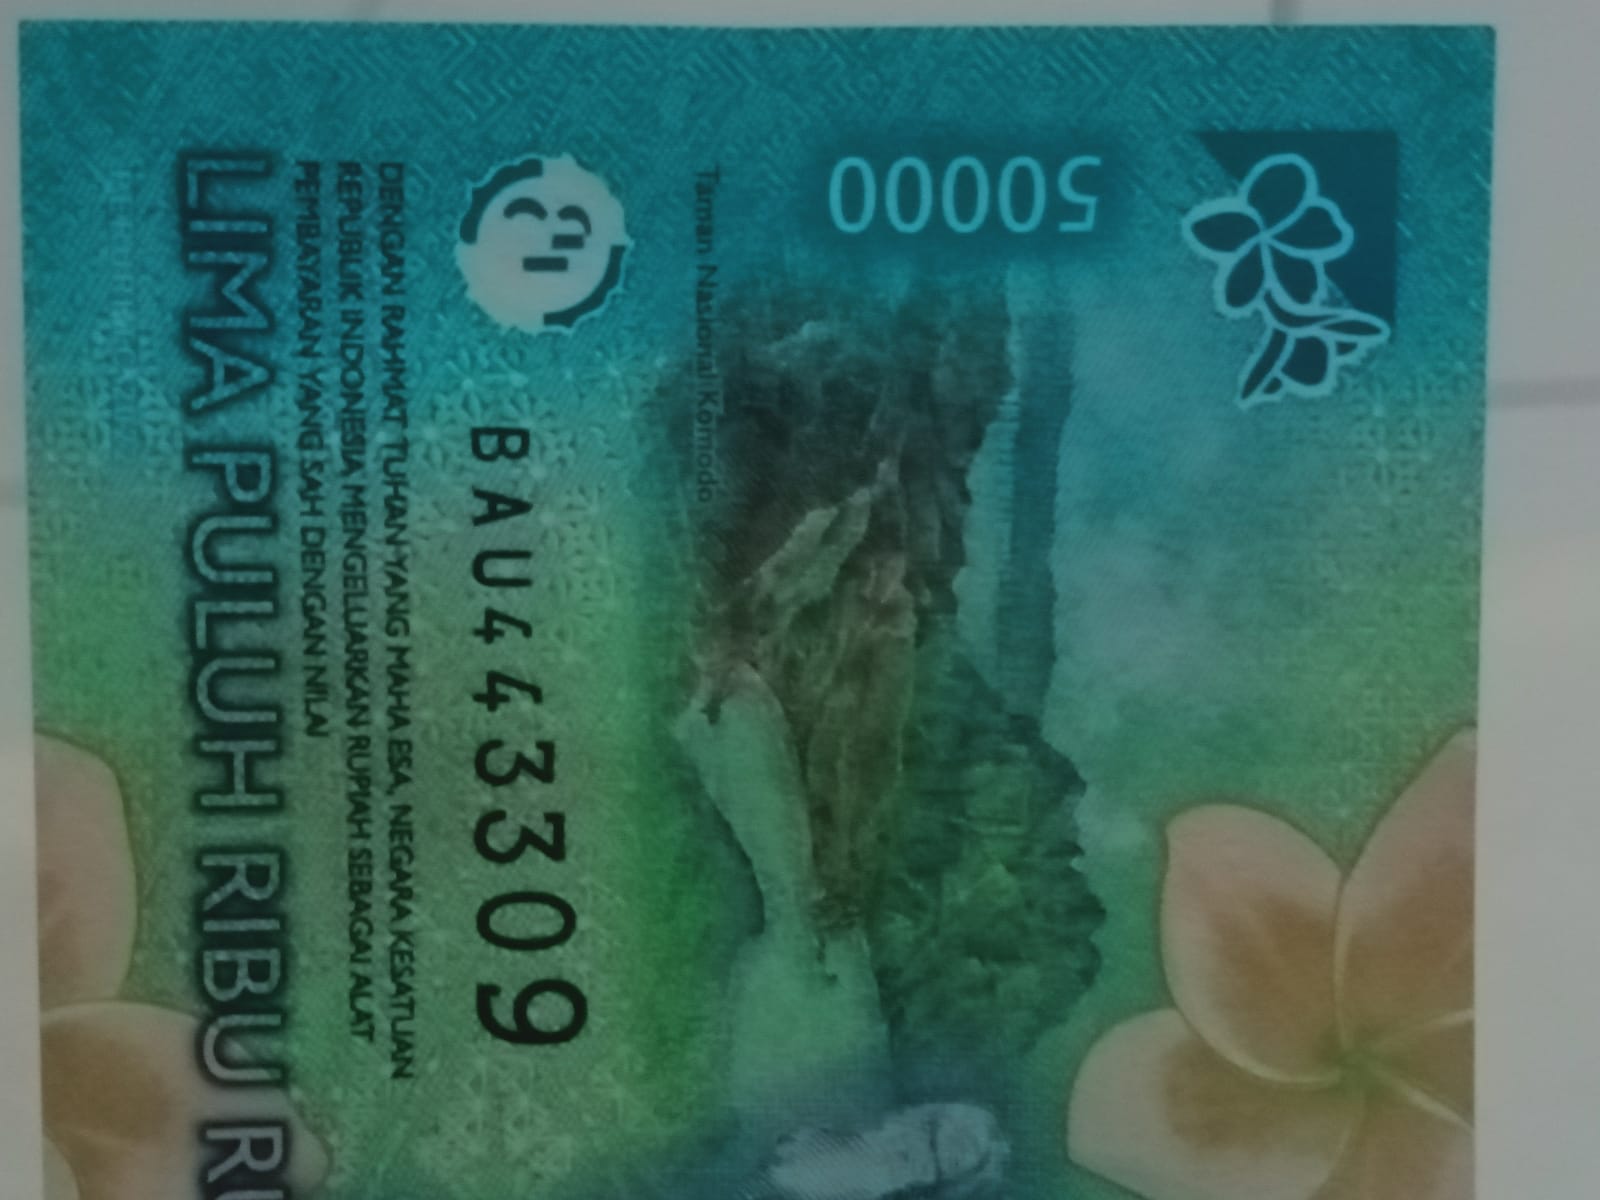 50000
Taman Nasional Komodo
BAU443309
DENGAN RAHMAT TUHAN YANG MAHA ESA, NEGARA KESATUAN
REPUBLIK INDONESIA MENGELUARKAN RUPIAH SEBAGAI ALAT
PEMBAYARAN YANG SAH DENGAN NILAI
LIMA PULUH RIBU